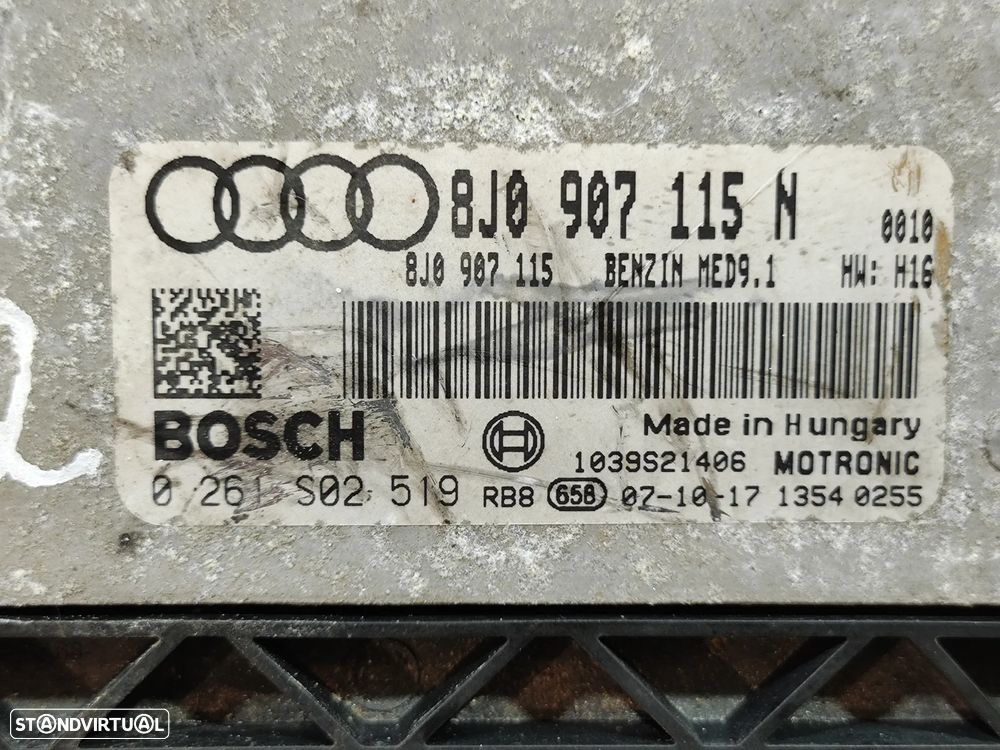 8J0 907 115 N 0010
8J0 907 115 BENZIN MED9.1 HW: H16
BOSCH
Made in Hungary
1039S21406 MOTRONIC
0 261 S02 519 RB8 65B 07-10-17 1354 0255
STANDVIRTUAL